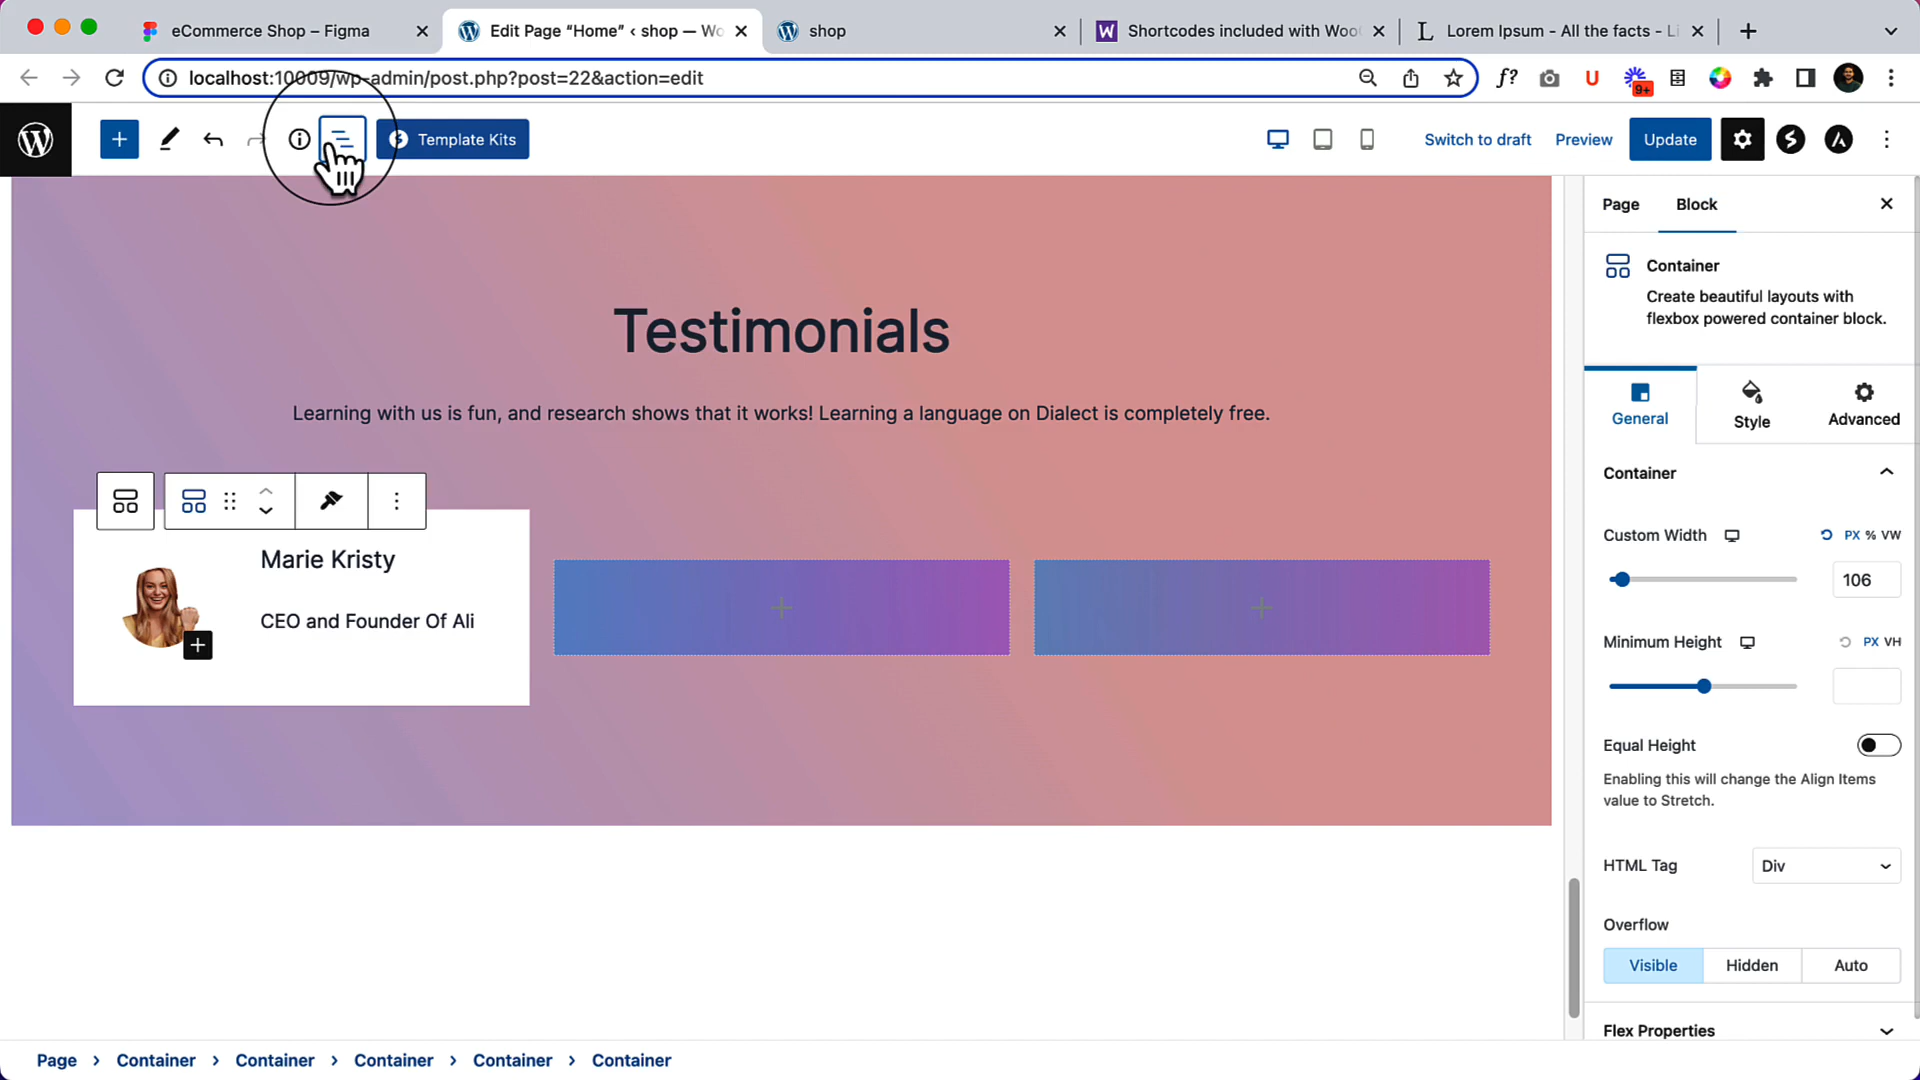 eCommerce Shop – Figma
Edit Page “Home” ‹ shop — Wo
shop
Shortcodes included with Woo
Lorem Ipsum - All the facts - Li
localhost:10009/wp-admin/post.php?post=22&action=edit
f?
U
9+
Template Kits
Switch to draft
Preview
Update
Page
Block
Container
Create beautiful layouts with
flexbox powered container block.
General
Style
Advanced
Container
Custom Width
PX % VW
106
Minimum Height
PX VH
Equal Height
Enabling this will change the Align Items
value to Stretch.
HTML Tag
Div
Overflow
Visible
Hidden
Auto
Flex Properties
Testimonials
Learning with us is fun, and research shows that it works! Learning a language on Dialect is completely free.
Marie Kristy
CEO and Founder Of Ali
Page > Container > Container > Container > Container > Container